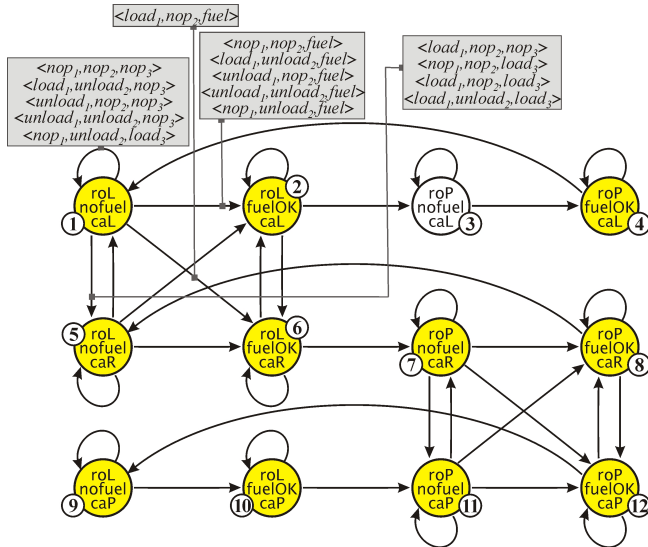 <load1,nop2,fuel>
<nop1,nop2,nop3>
<load1,unload2,nop3>
<unload1,nop2,nop3>
<unload1,unload2,nop3>
<nop1,unload2,load3>
<nop1,nop2,fuel>
<load1,unload2,fuel>
<unload1,nop2,fuel>
<unload1,unload2,fuel>
<nop1,unload2,fuel>
<load1,nop2,nop3>
<nop1,nop2,load3>
<load1,nop2,load3>
<load1,unload2,load3>
roL
nofuel
caL
1
roL
fuelOK
caL
2
roP
nofuel
caL
3
roP
fuelOK
caL
4
roL
nofuel
caR
5
roL
fuelOK
caR
6
roP
nofuel
caR
7
roP
fuelOK
caR
8
roL
nofuel
caP
9
roL
fuelOK
caP
10
roP
nofuel
caP
11
roP
fuelOK
caP
12